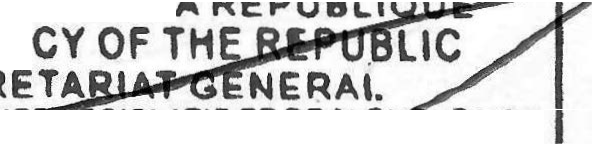 A REPUBLIQUE
CY OF THE REPUBLIC
RETARIAT GENERAL